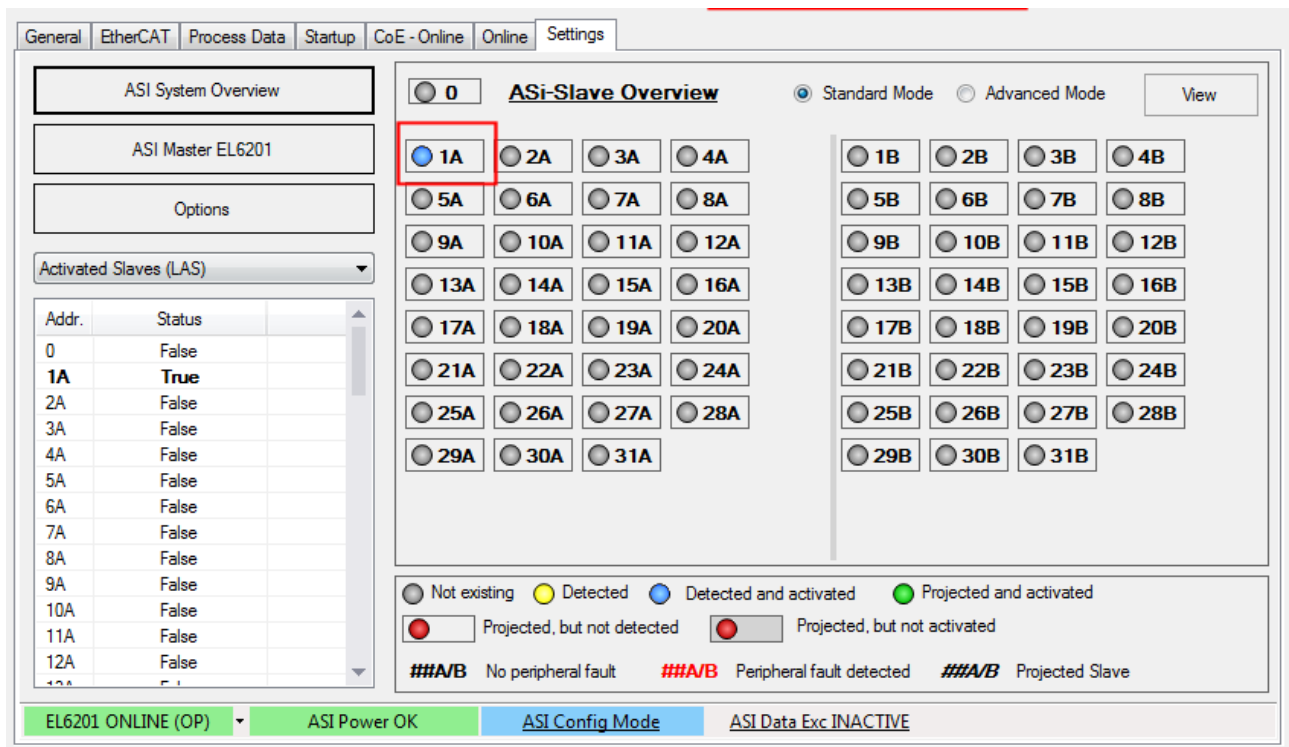 General EtherCAT Process Data Startup CoE - Online Online Settings
ASI System Overview
ASI Master EL6201
Options
Activated Slaves (LAS)
Addr. Status
0 False
1A True
2A False
3A False
4A False
5A False
6A False
7A False
8A False
9A False
10A False
11A False
12A False
0 ASi-Slave Overview Standard Mode Advanced Mode View
1A 2A 3A 4A 1B 2B 3B 4B
5A 6A 7A 8A 5B 6B 7B 8B
9A 10A 11A 12A 9B 10B 11B 12B
13A 14A 15A 16A 13B 14B 15B 16B
17A 18A 19A 20A 17B 18B 19B 20B
21A 22A 23A 24A 21B 22B 23B 24B
25A 26A 27A 28A 25B 26B 27B 28B
29A 30A 31A 29B 30B 31B
Not existing Detected Detected and activated Projected and activated
Projected, but not detected Projected, but not activated
##A/B No peripheral fault ##A/B Peripheral fault detected ##A/B Projected Slave
EL6201 ONLINE (OP) ASI Power OK ASI Config Mode ASI Data Exc INACTIVE